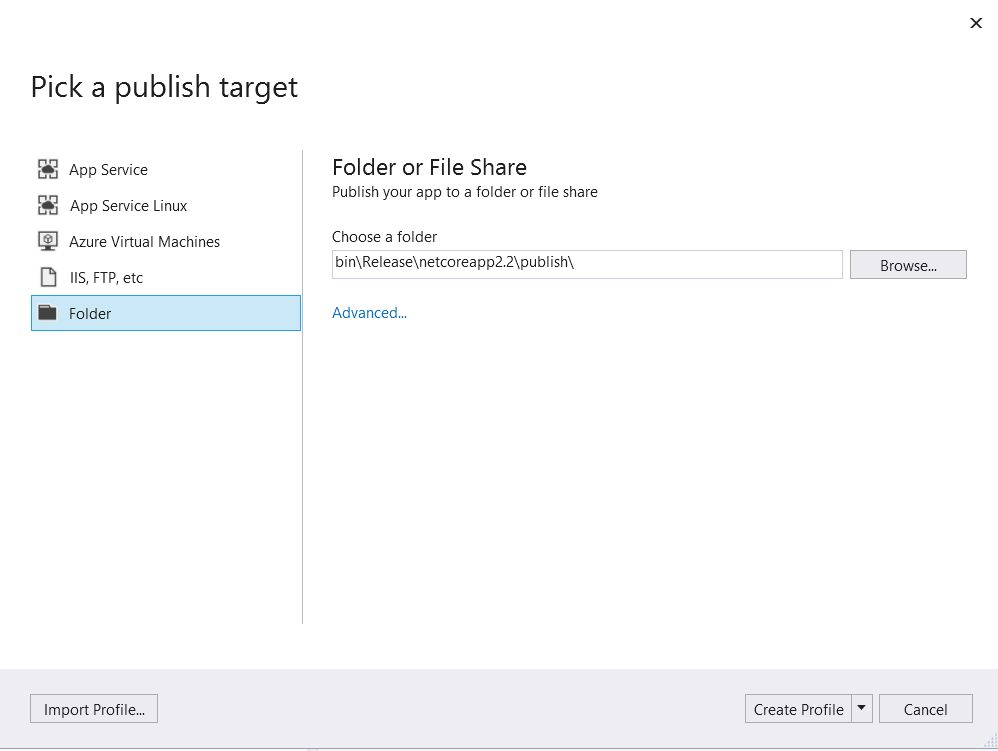 Pick a publish target
App Service
App Service Linux
Azure Virtual Machines
IIS, FTP, etc
Folder
Folder or File Share
Publish your app to a folder or file share
Choose a folder
bin\Release\netcoreapp2.2\publish\
Browse...
Advanced...
Import Profile...
Create Profile
Cancel